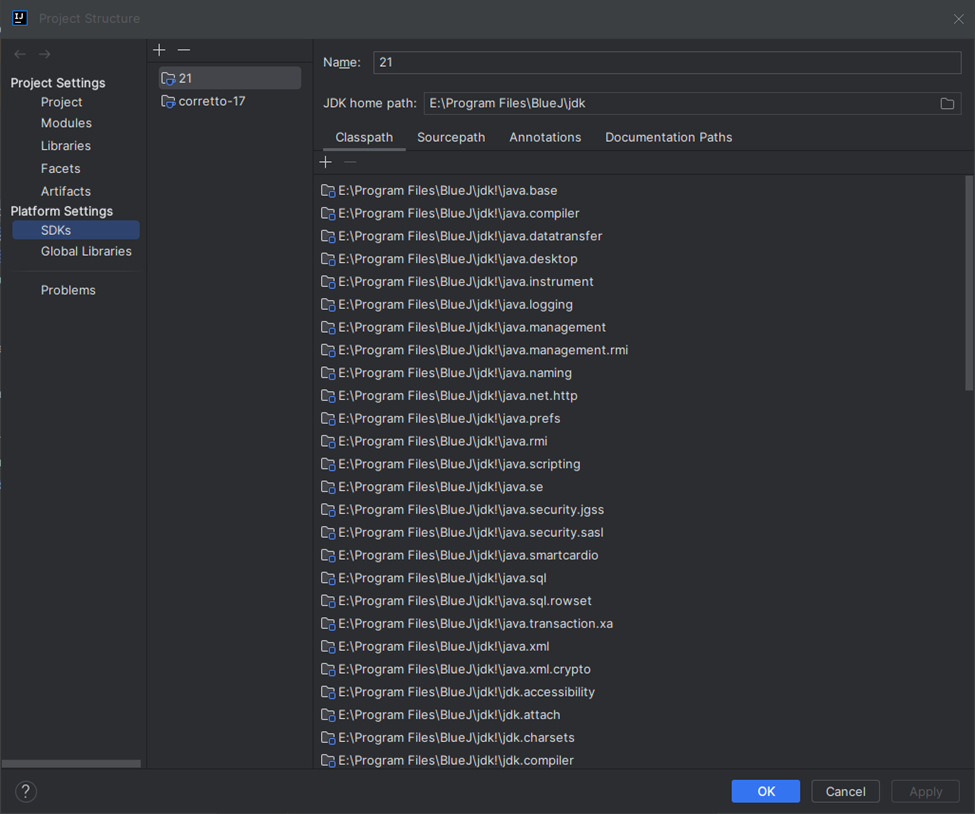 Project Structure
Project Settings
Project
Modules
Libraries
Facets
Artifacts
Platform Settings
SDKs
Global Libraries
Problems
21
corretto-17
Name: 21
JDK home path: E:\Program Files\BlueJ\jdk
Classpath Sourcepath Annotations Documentation Paths
E:\Program Files\BlueJ\jdk!\java.base
E:\Program Files\BlueJ\jdk!\java.compiler
E:\Program Files\BlueJ\jdk!\java.datatransfer
E:\Program Files\BlueJ\jdk!\java.desktop
E:\Program Files\BlueJ\jdk!\java.instrument
E:\Program Files\BlueJ\jdk!\java.logging
E:\Program Files\BlueJ\jdk!\java.management
E:\Program Files\BlueJ\jdk!\java.management.rmi
E:\Program Files\BlueJ\jdk!\java.naming
E:\Program Files\BlueJ\jdk!\java.net.http
E:\Program Files\BlueJ\jdk!\java.prefs
E:\Program Files\BlueJ\jdk!\java.rmi
E:\Program Files\BlueJ\jdk!\java.scripting
E:\Program Files\BlueJ\jdk!\java.se
E:\Program Files\BlueJ\jdk!\java.security.jgss
E:\Program Files\BlueJ\jdk!\java.security.sasl
E:\Program Files\BlueJ\jdk!\java.smartcardio
E:\Program Files\BlueJ\jdk!\java.sql
E:\Program Files\BlueJ\jdk!\java.sql.rowset
E:\Program Files\BlueJ\jdk!\java.transaction.xa
E:\Program Files\BlueJ\jdk!\java.xml
E:\Program Files\BlueJ\jdk!\java.xml.crypto
E:\Program Files\BlueJ\jdk!\jdk.accessibility
E:\Program Files\BlueJ\jdk!\jdk.attach
E:\Program Files\BlueJ\jdk!\jdk.charsets
E:\Program Files\BlueJ\jdk!\jdk.compiler
? OK Cancel Apply